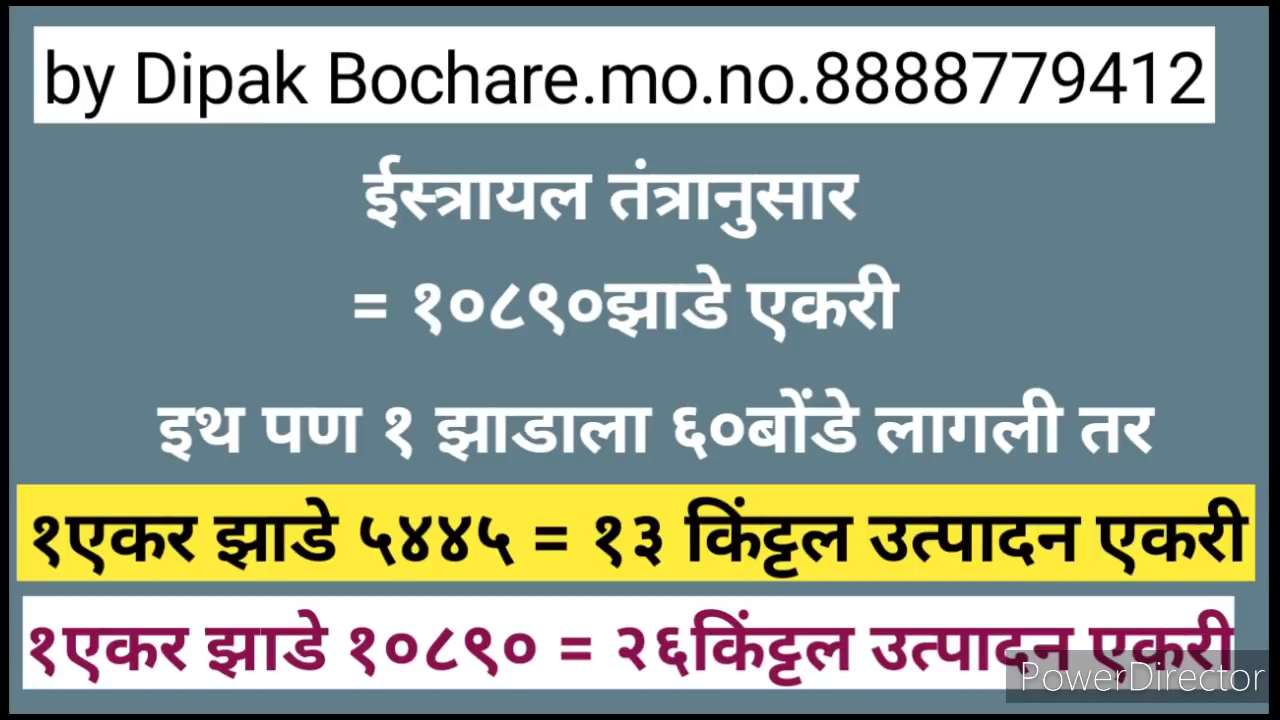 by Dipak Bochare.mo.no.8888779412
ईस्त्रायल तंत्रानुसार
= १०८९०झाडे एकरी
इथ पण १ झाडाला ६०बोंडे लागली तर
१एकर झाडे ५४४५ = १३ किंट्टल उत्पादन एकरी
१एकर झाडे १०८९० = २६किंट्टल उत्पादन एकरी
PowerDirector